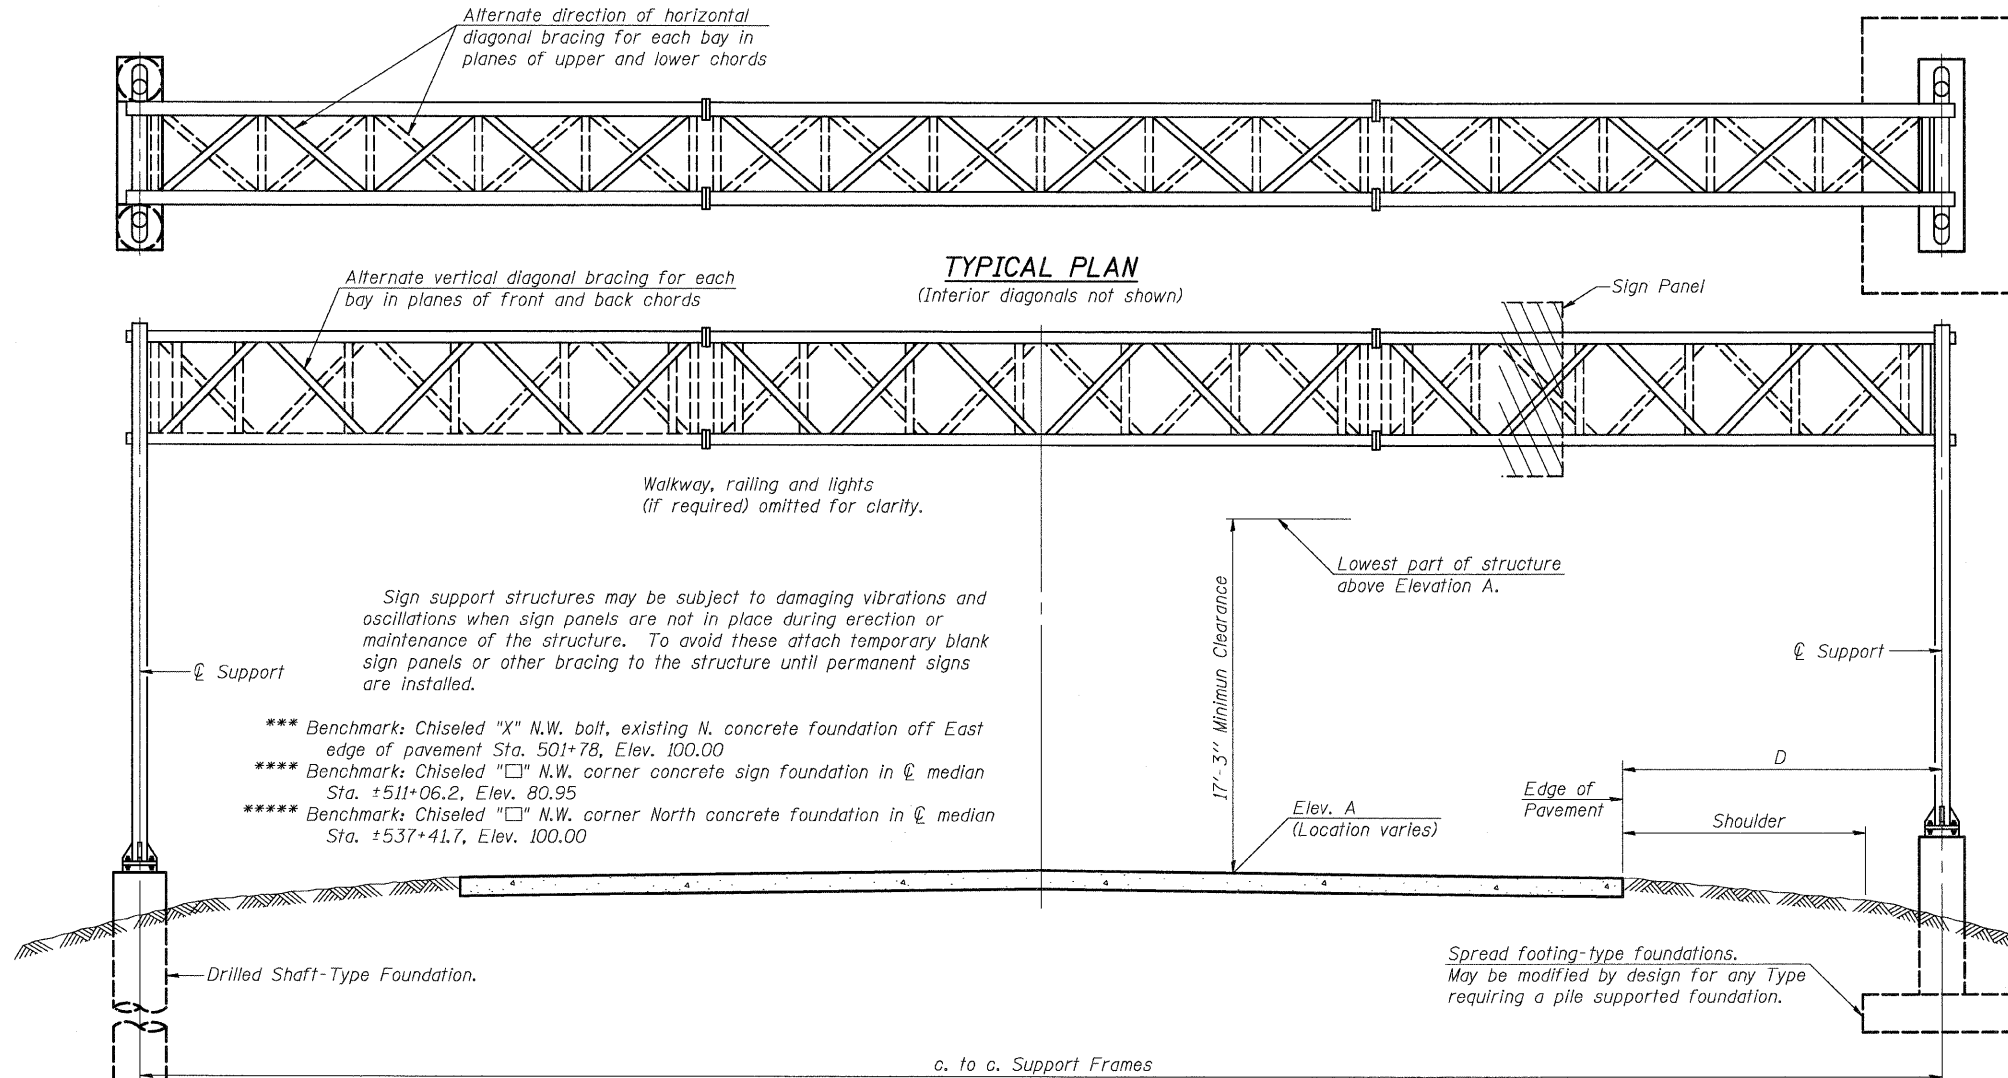 Alternate direction of horizontal
diagonal bracing for each bay in
planes of upper and lower chords
TYPICAL PLAN
(Interior diagonals not shown)
Alternate vertical diagonal bracing for each
bay in planes of front and back chords
Sign Panel
Walkway, railing and lights
(if required) omitted for clarity.
Lowest part of structure
above Elevation A.
17'-3" Minimun Clearance
Sign support structures may be subject to damaging vibrations and
oscillations when sign panels are not in place during erection or
maintenance of the structure. To avoid these attach temporary blank
sign panels or other bracing to the structure until permanent signs
are installed.
℄ Support
℄ Support
*** Benchmark: Chiseled "X" N.W. bolt, existing N. concrete foundation off East
edge of pavement Sta. 501+78, Elev. 100.00
**** Benchmark: Chiseled "□" N.W. corner concrete sign foundation in ℄ median
Sta. ±511+06.2, Elev. 80.95
***** Benchmark: Chiseled "□" N.W. corner North concrete foundation in ℄ median
Sta. ±537+41.7, Elev. 100.00
D
Edge of
Pavement
Shoulder
Elev. A
(Location varies)
Drilled Shaft-Type Foundation.
Spread footing-type foundations.
May be modified by design for any Type
requiring a pile supported foundation.
c. to c. Support Frames